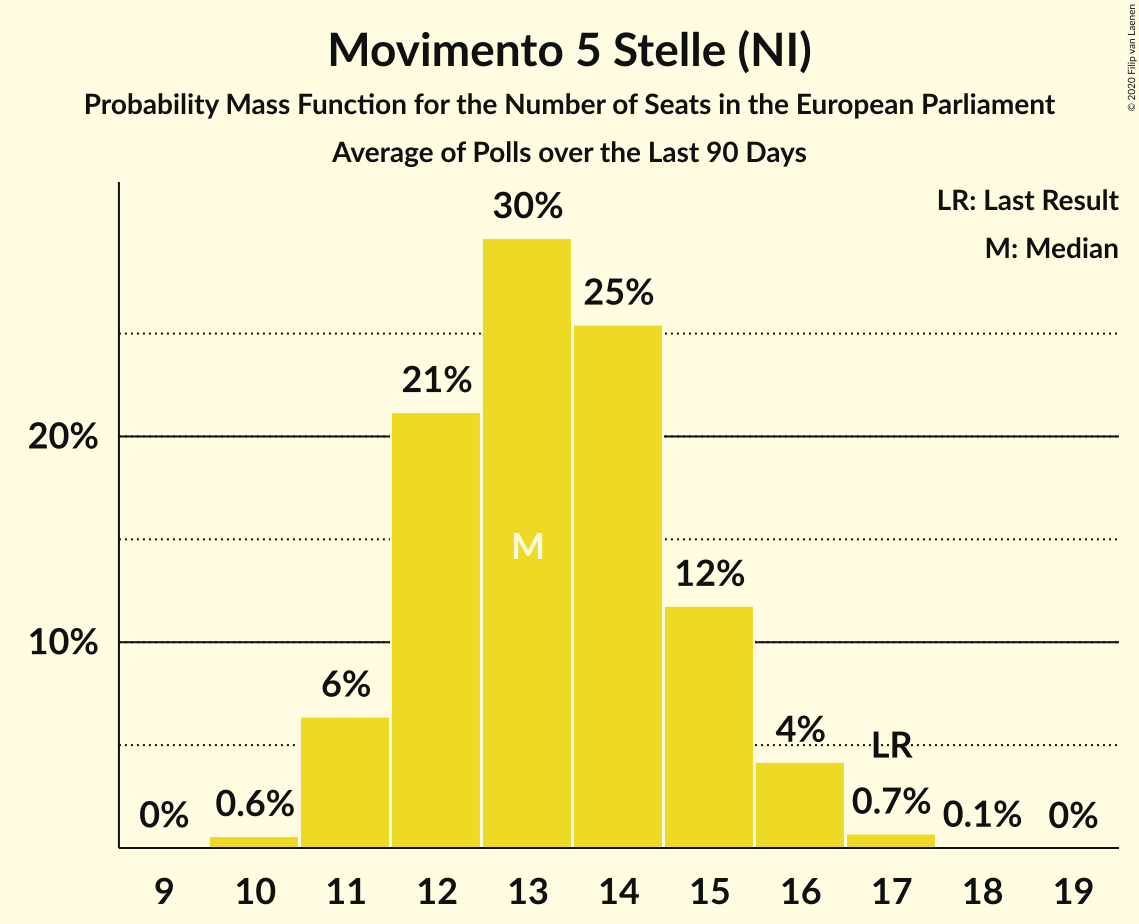 Movimento 5 Stelle (NI)
Probability Mass Function for the Number of Seats in the European Parliament
Average of Polls over the Last 90 Days
© 2020 Filip van Laenen
LR: Last Result
M: Median
30%
25%
21%
20%
M
12%
10%
6%
4%
LR
0%
0.6%
0.7%
0.1%
0%
9 10 11 12 13 14 15 16 17 18 19